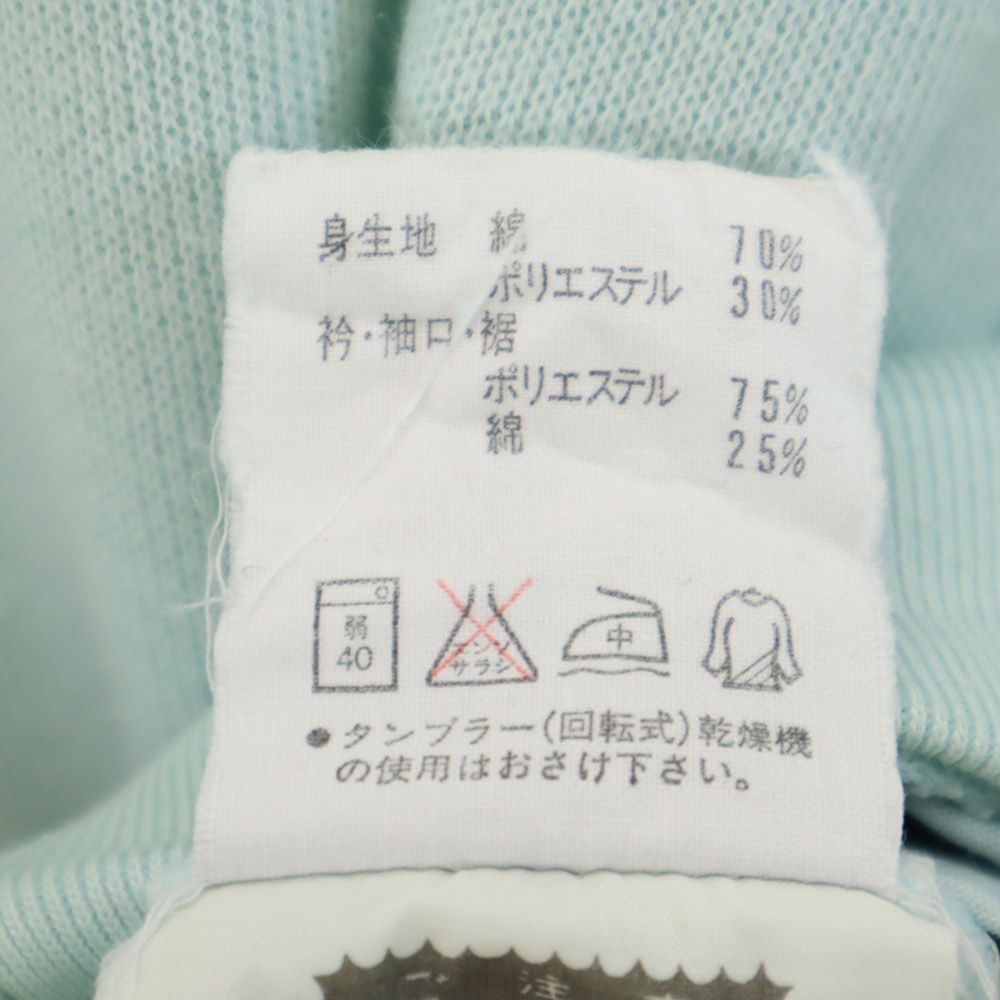 身生地 綿 70%
ポリエステル 30%
衿・袖口・裾
ポリエステル 75%
綿 25%
弱
40
エンソ
サラシ
中
●タンブラー(回転式)乾燥機
の使用はおさけ下さい。
ご注